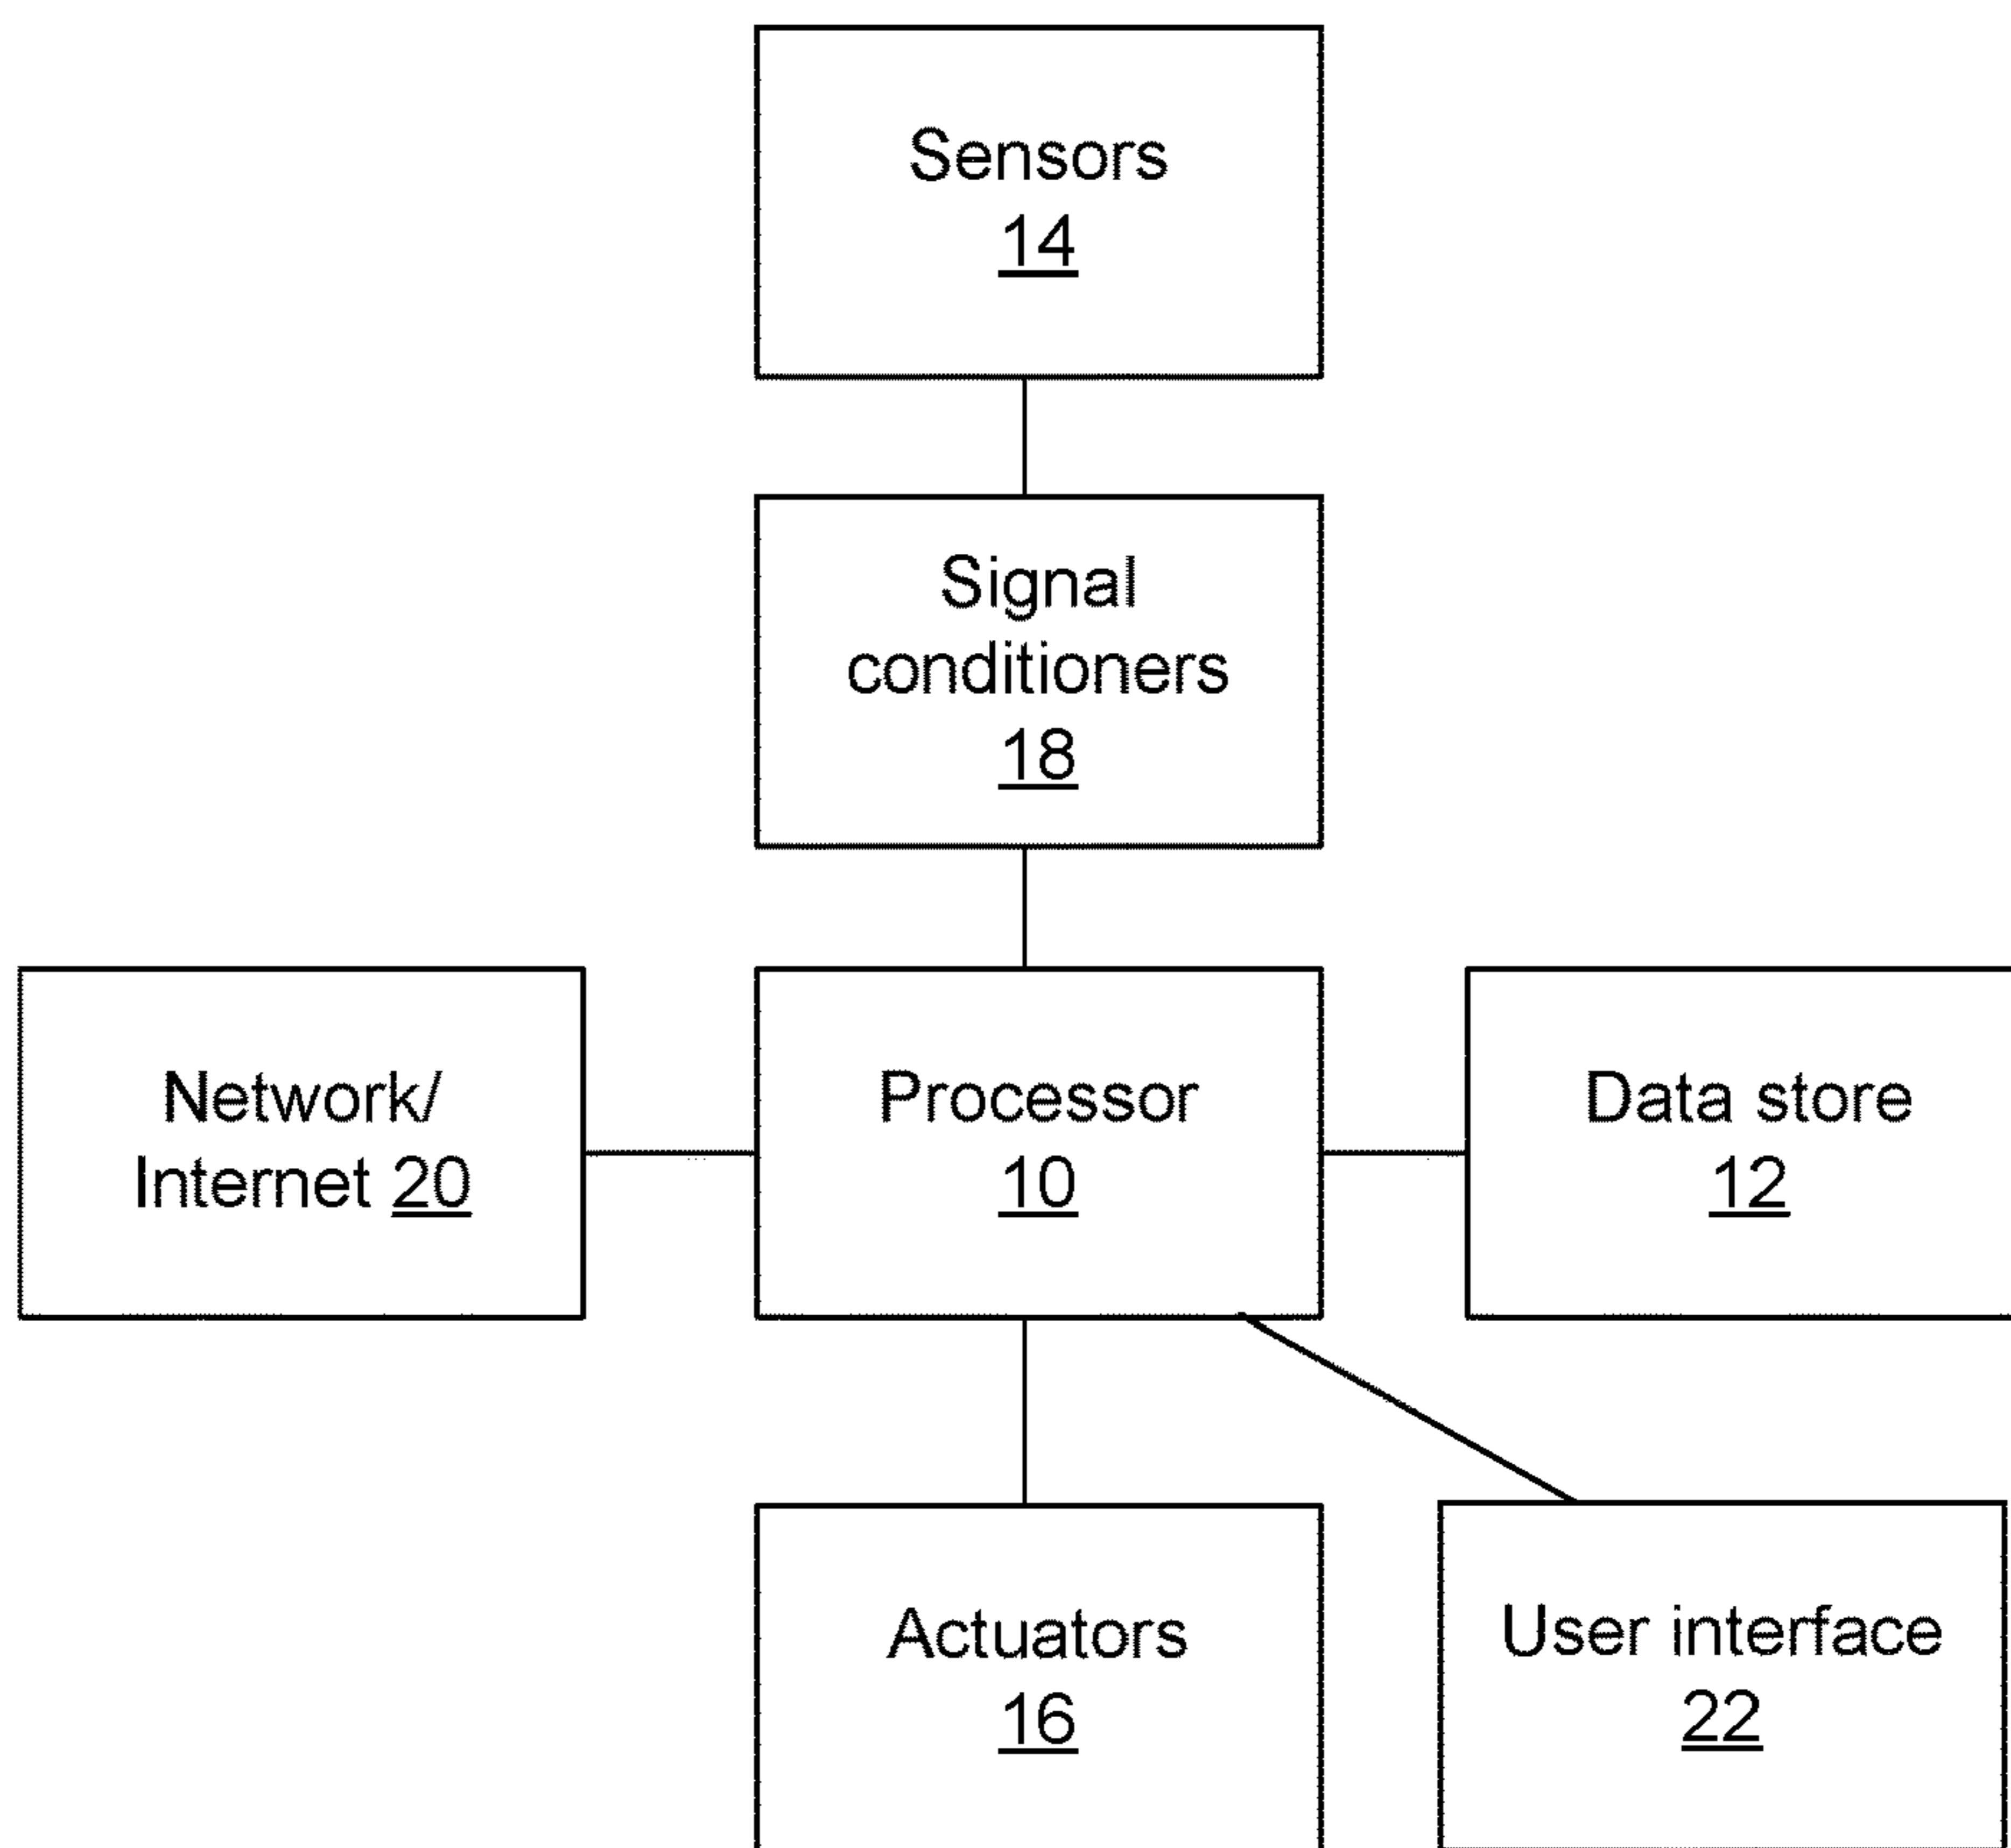 Sensors
14
Signal
conditioners
18
Network/
Internet 20
Processor
10
Data store
12
Actuators
16
User interface
22